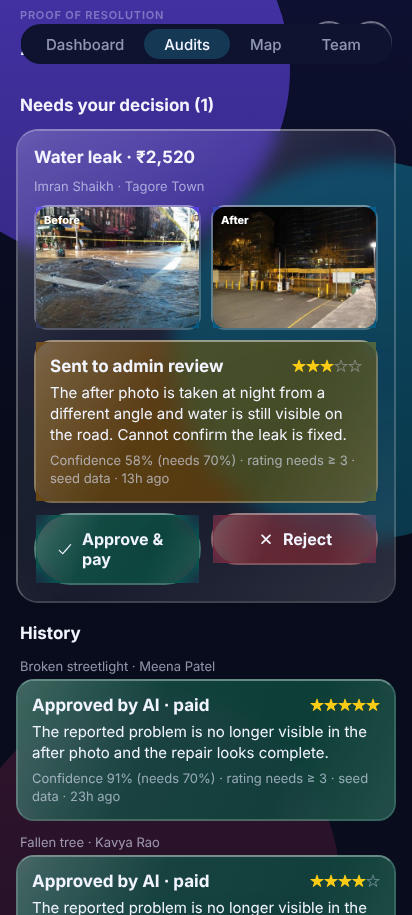 PROOF OF RESOLUTION
Dashboard Audits Map Team
Needs your decision (1)
Water leak · ₹2,520
Imran Shaikh · Tagore Town
Before After
Sent to admin review ★★★☆☆
The after photo is taken at night from a
different angle and water is still visible on
the road. Cannot confirm the leak is fixed.
Confidence 58% (needs 70%) · rating needs ≥ 3 ·
seed data · 13h ago
Approve &
pay
Reject
History
Broken streetlight · Meena Patel
Approved by AI · paid ★★★★★
The reported problem is no longer visible in the
after photo and the repair looks complete.
Confidence 91% (needs 70%) · rating needs ≥ 3 · seed
data · 23h ago
Fallen tree · Kavya Rao
Approved by AI · paid ★★★★☆
The reported problem is no longer visible in the